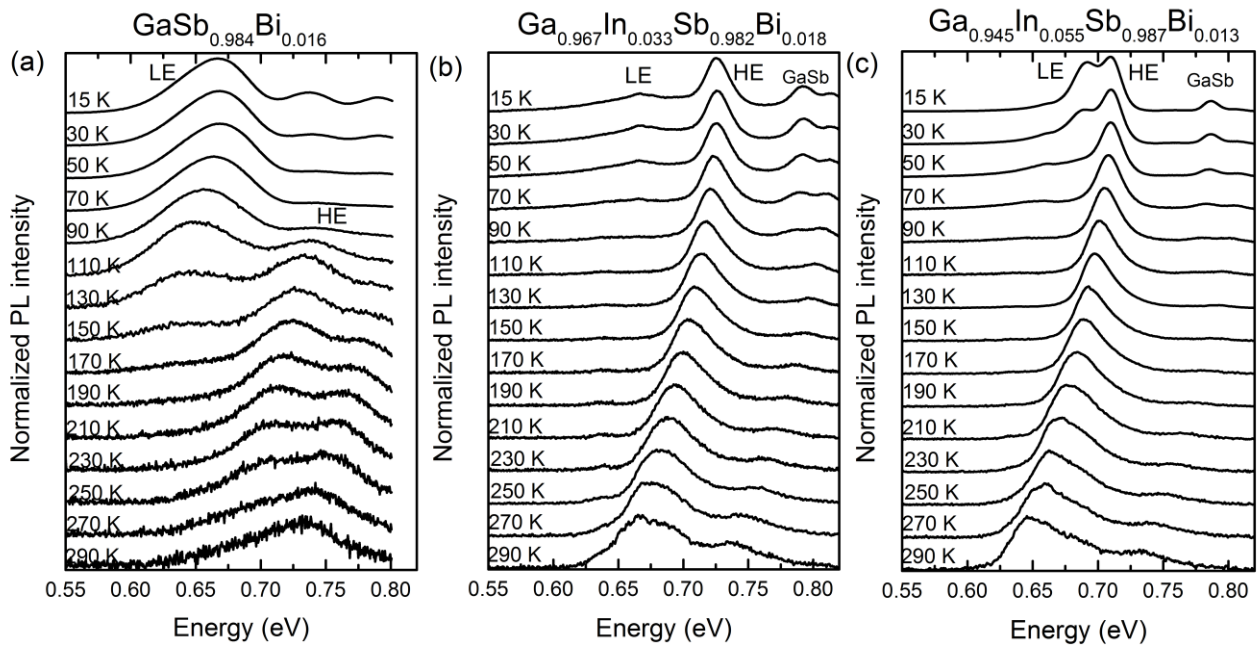 GaSb0.984Bi0.016
(a)
LE
HE
15 K
30 K
50 K
70 K
90 K
110 K
130 K
150 K
170 K
190 K
210 K
230 K
250 K
270 K
290 K
Normalized PL intensity
0.55 0.60 0.65 0.70 0.75 0.80
Energy (eV)
Ga0.967In0.033Sb0.982Bi0.018
(b)
LE HE GaSb
15 K
30 K
50 K
70 K
90 K
110 K
130 K
150 K
170 K
190 K
210 K
230 K
250 K
270 K
290 K
Normalized PL intensity
0.55 0.60 0.65 0.70 0.75 0.80
Energy (eV)
Ga0.945In0.055Sb0.987Bi0.013
(c)
LE HE GaSb
15 K
30 K
50 K
70 K
90 K
110 K
130 K
150 K
170 K
190 K
210 K
230 K
250 K
270 K
290 K
Normalized PL intensity
0.55 0.60 0.65 0.70 0.75 0.80
Energy (eV)